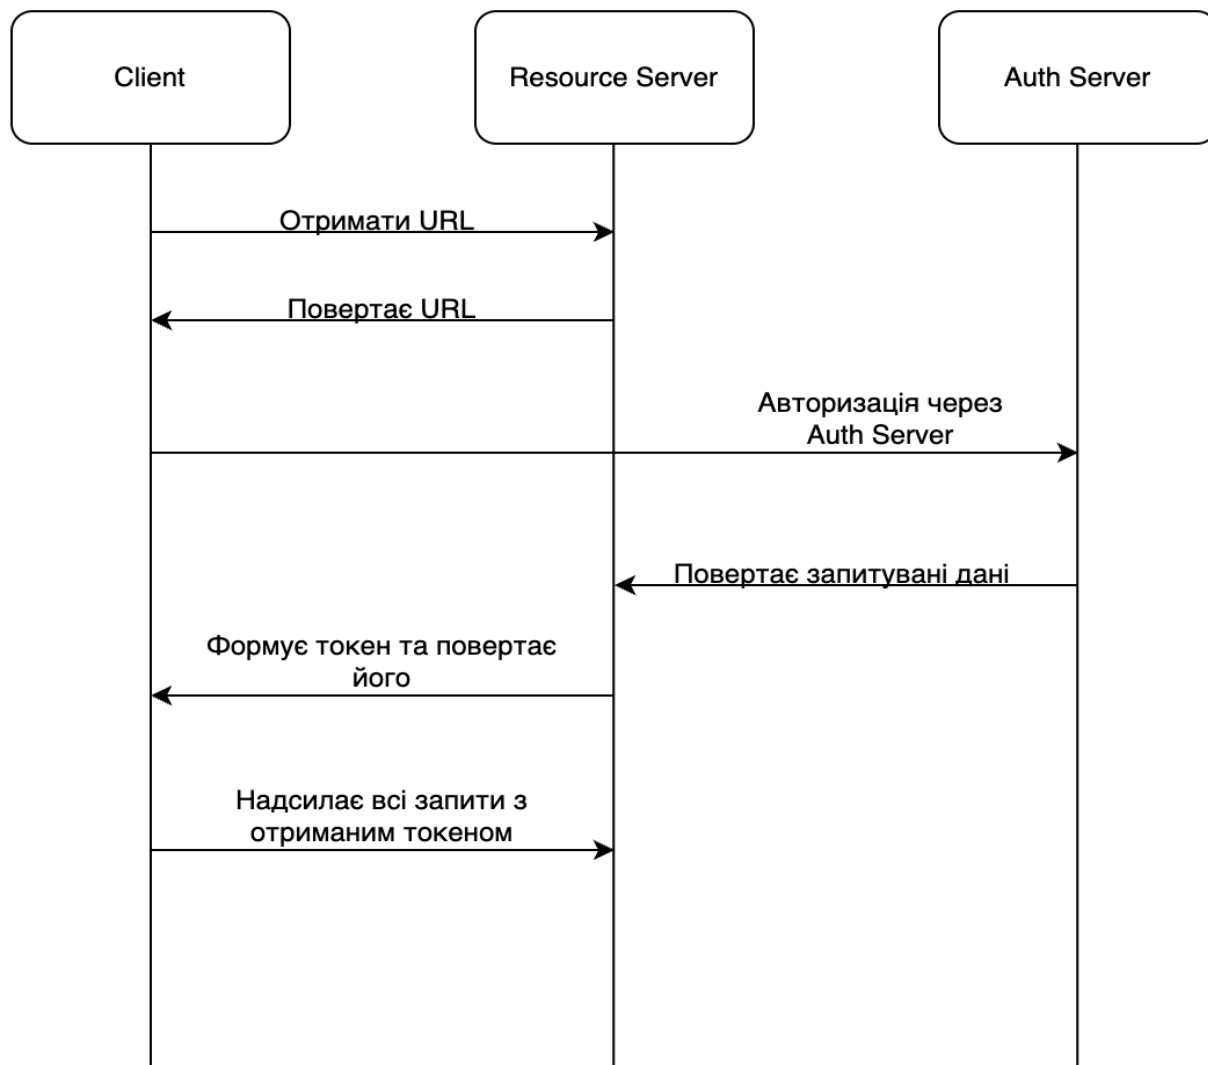 Client
Resource Server
Auth Server
Отримати URL
Повертає URL
Авторизація через
Auth Server
Повертає запитувані дані
Формує токен та повертає
його
Надсилає всі запити з
отриманим токеном